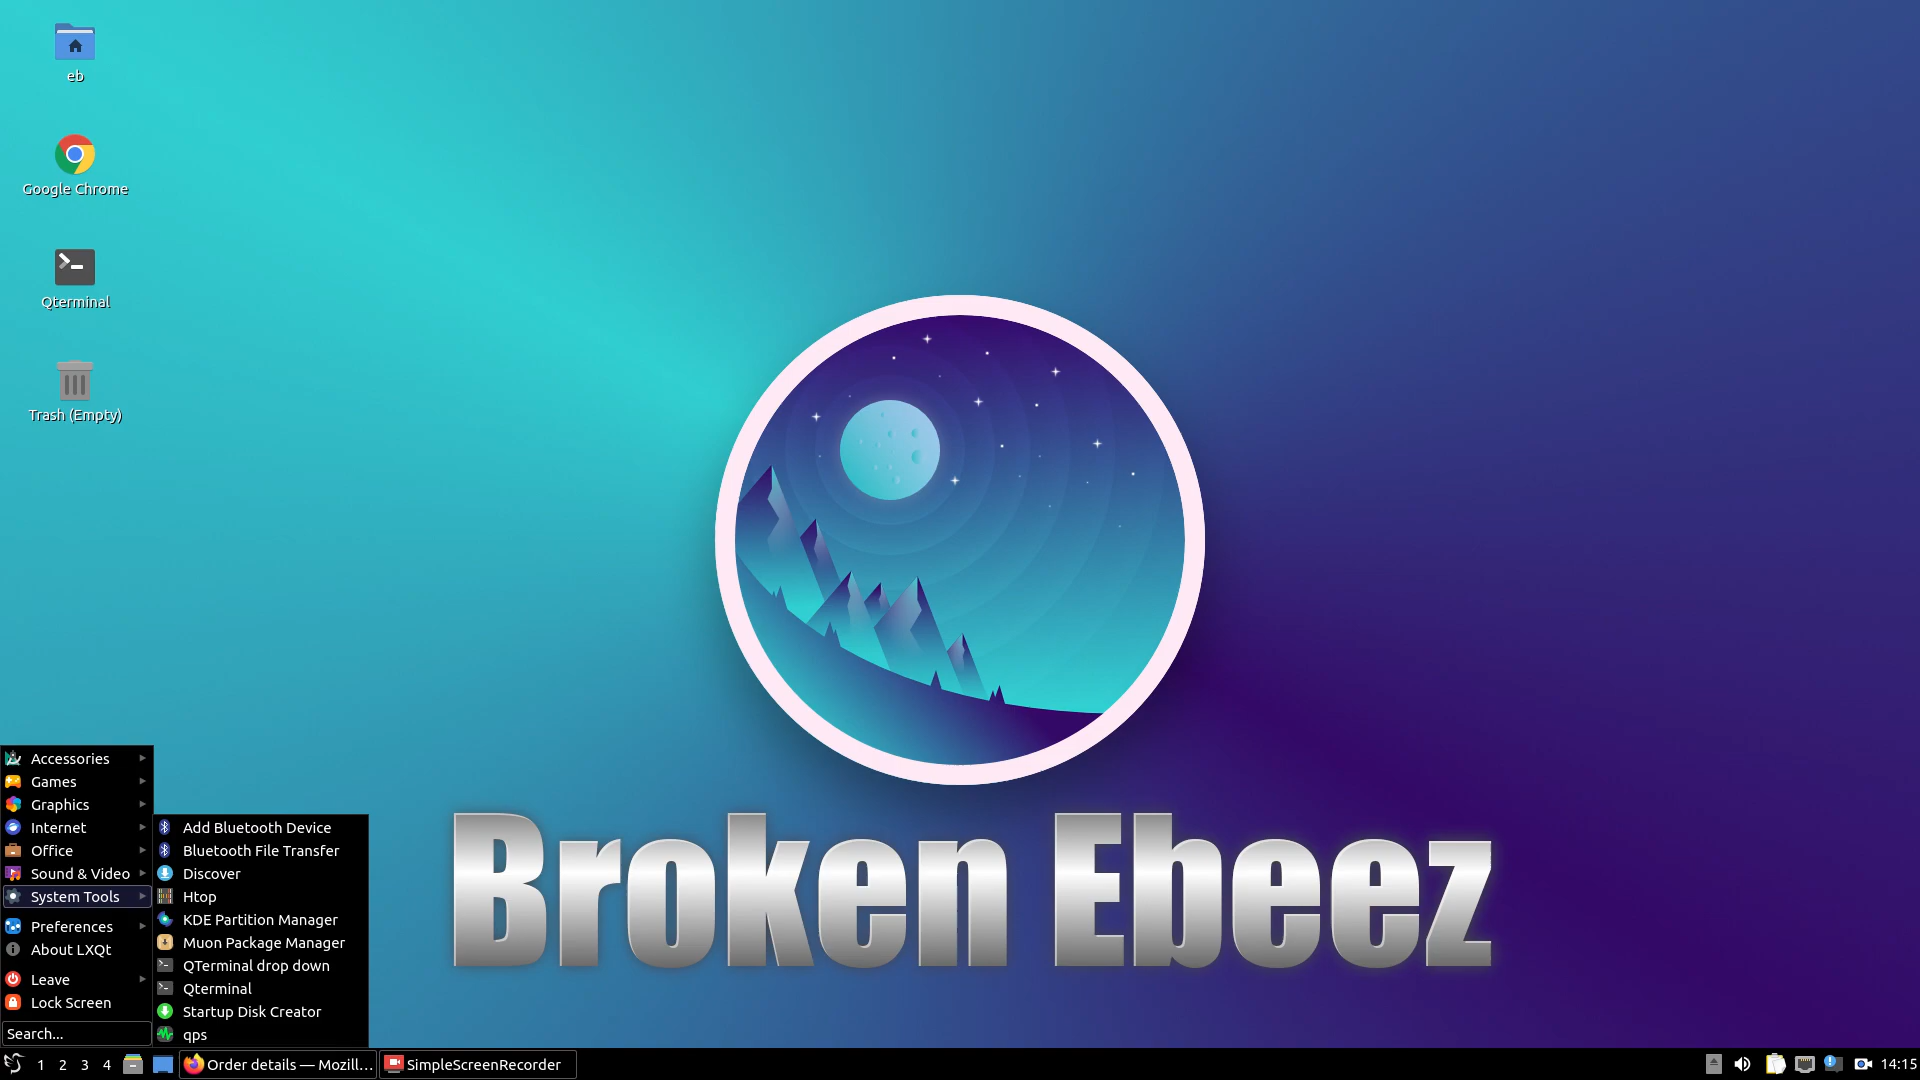 eb
Google Chrome
Qterminal
Trash (Empty)
Broken Ebeez
Accessories
Games
Graphics
Internet
Office
Sound & Video
System Tools
Preferences
About LXQt
Leave
Lock Screen
Search...
Add Bluetooth Device
Bluetooth File Transfer
Discover
Htop
KDE Partition Manager
Muon Package Manager
QTerminal drop down
Qterminal
Startup Disk Creator
qps
1 2 3 4 Order details — Mozill... SimpleScreenRecorder 14:15